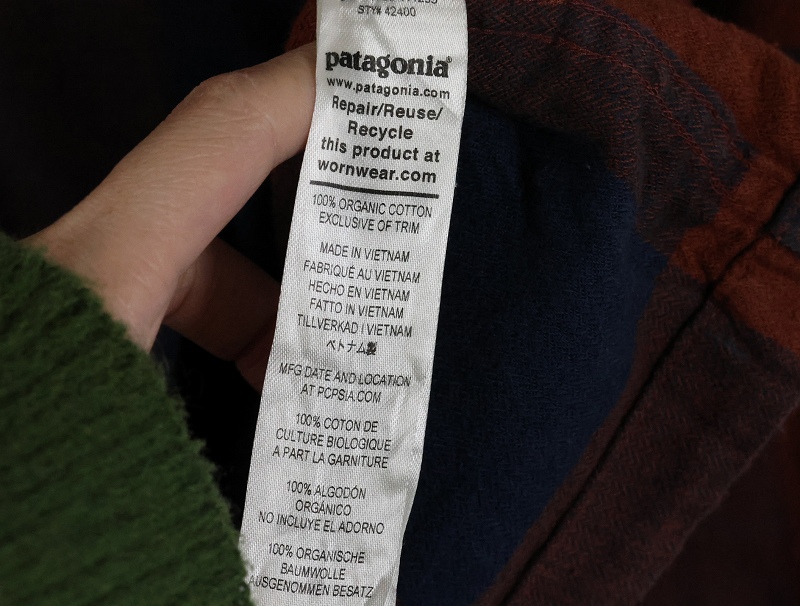 STY# 42400
patagonia®
www.patagonia.com
Repair/Reuse/
Recycle
this product at
wornwear.com
100% ORGANIC COTTON
EXCLUSIVE OF TRIM
MADE IN VIETNAM
FABRIQUÉ AU VIETNAM
HECHO EN VIETNAM
FATTO IN VIETNAM
TILLVERKAD I VIETNAM
ベトナム製
MFG DATE AND LOCATION
AT PCPSIA.COM
100% COTON DE
CULTURE BIOLOGIQUE
A PART LA GARNITURE
100% ALGODÓN
ORGÁNICO
NO INCLUYE EL ADORNO
100% ORGANISCHE
BAUMWOLLE
AUSGENOMMEN BESATZ